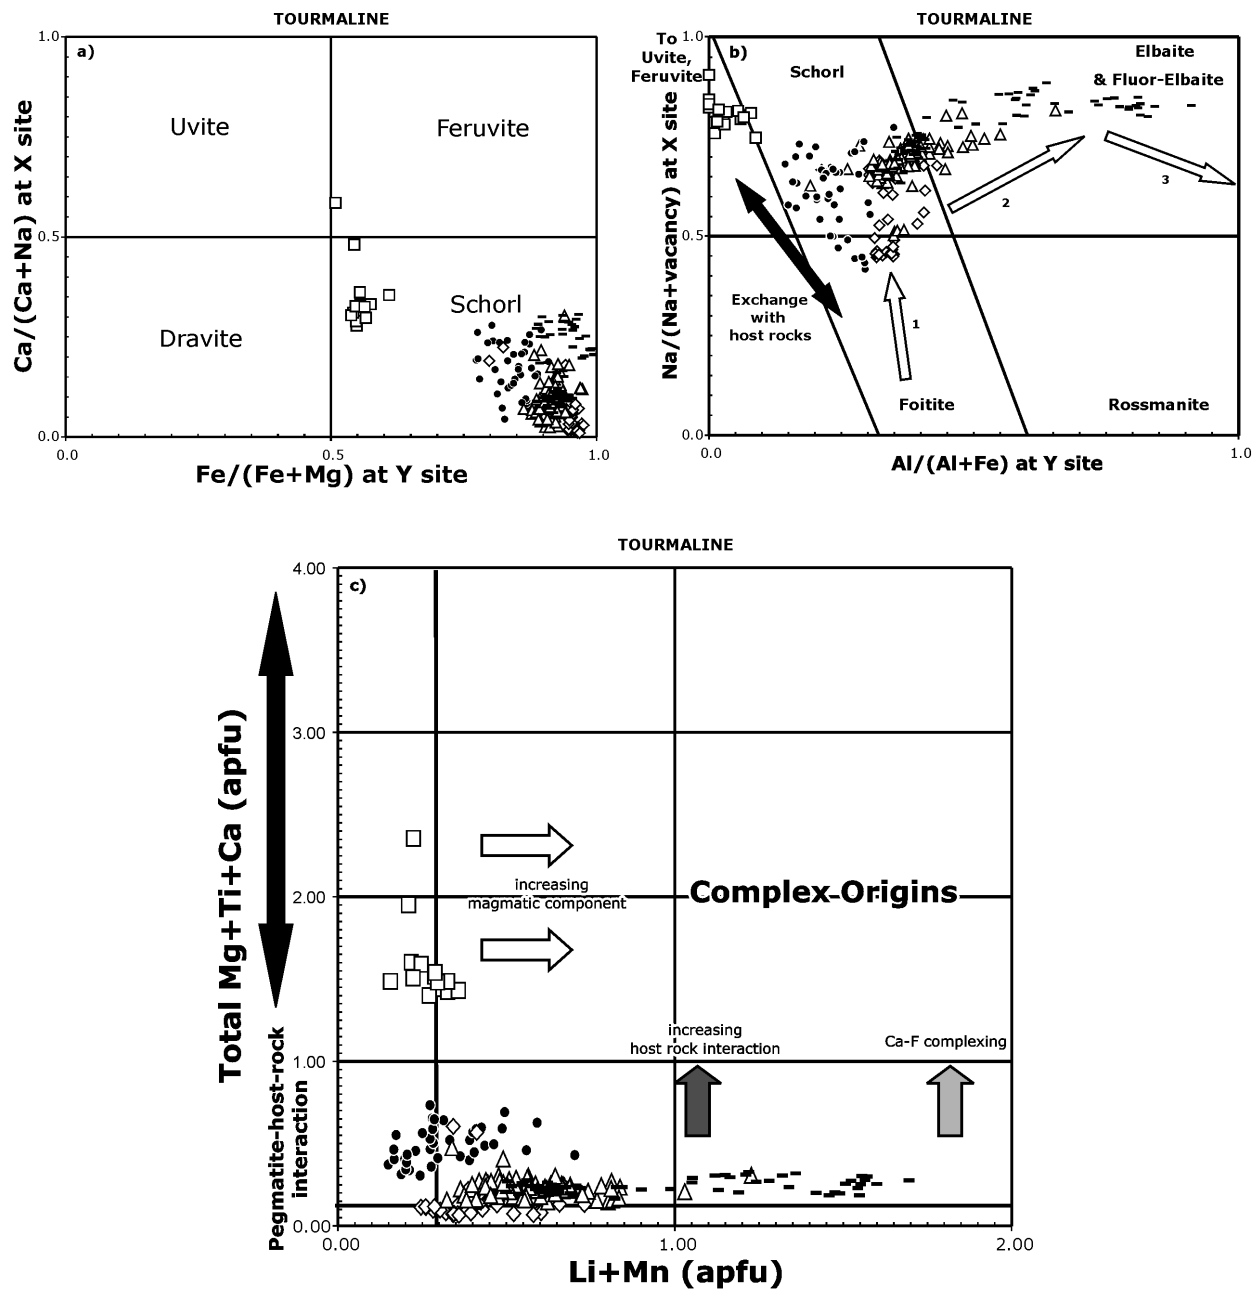 TOURMALINE
1.0
a)
Uvite
Feruvite
0.5
Dravite
Schorl
0.0
0.0
0.5
1.0
Ca/(Ca+Na) at X site
Fe/(Fe+Mg) at Y site
TOURMALINE
1.0
To
Uvite,
Feruvite
b)
Schorl
Elbaite
& Fluor-Elbaite
2
3
0.5
Exchange
with
host rocks
1
Foitite
Rossmanite
0.0
0.0
1.0
Na/(Na+vacancy) at X site
Al/(Al+Fe) at Y site
TOURMALINE
4.00
c)
3.00
increasing
magmatic component
2.00
Complex Origins
increasing
host rock interaction
Ca-F complexing
1.00
0.00
0.00
1.00
2.00
Total Mg+Ti+Ca (apfu)
Pegmatite-host-rock
interaction
Li+Mn (apfu)